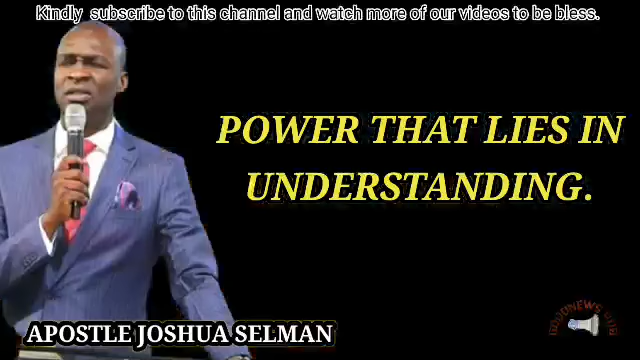 Kindly subscribe to this channel and watch more of our videos to be bless.
POWER THAT LIES IN
UNDERSTANDING.
APOSTLE JOSHUA SELMAN